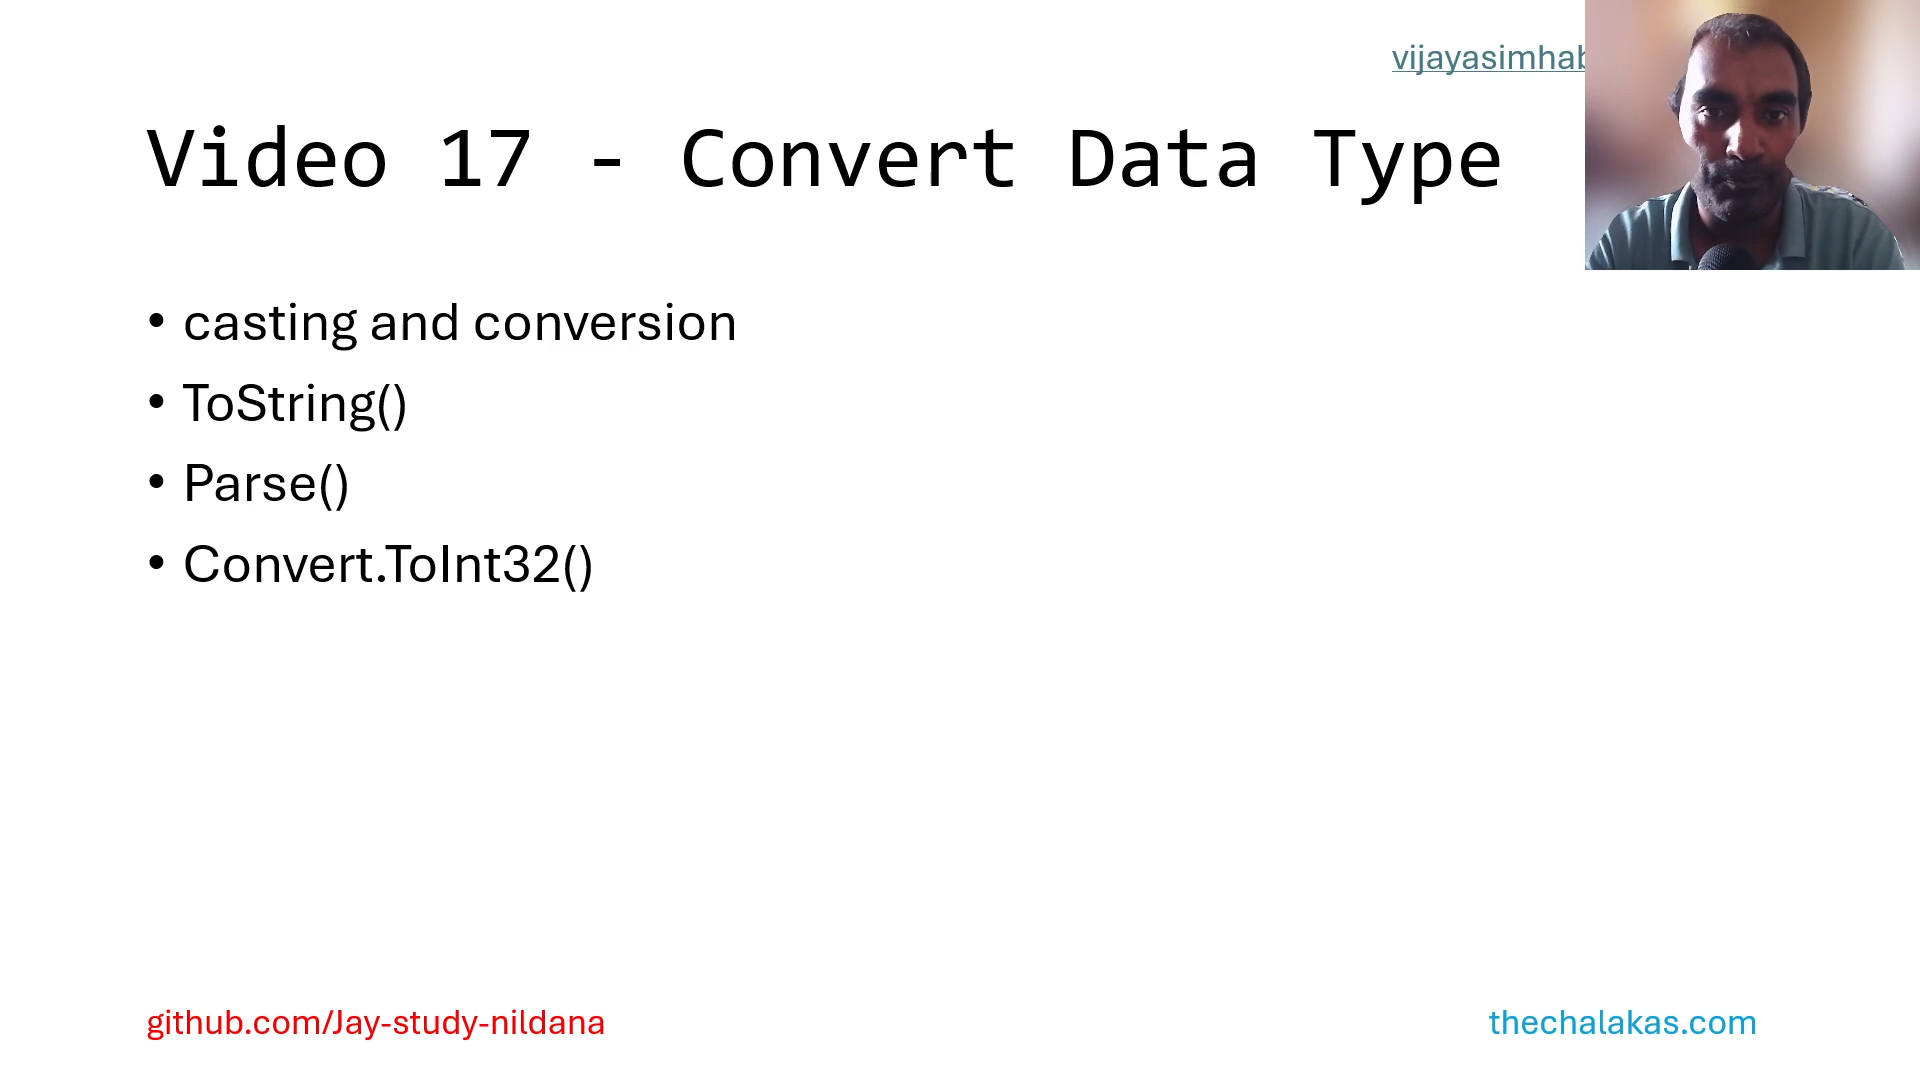 vijayasimhab
Video 17 - Convert Data Type
• casting and conversion
• ToString()
• Parse()
• Convert.ToInt32()
github.com/Jay-study-nildana
thechalakas.com